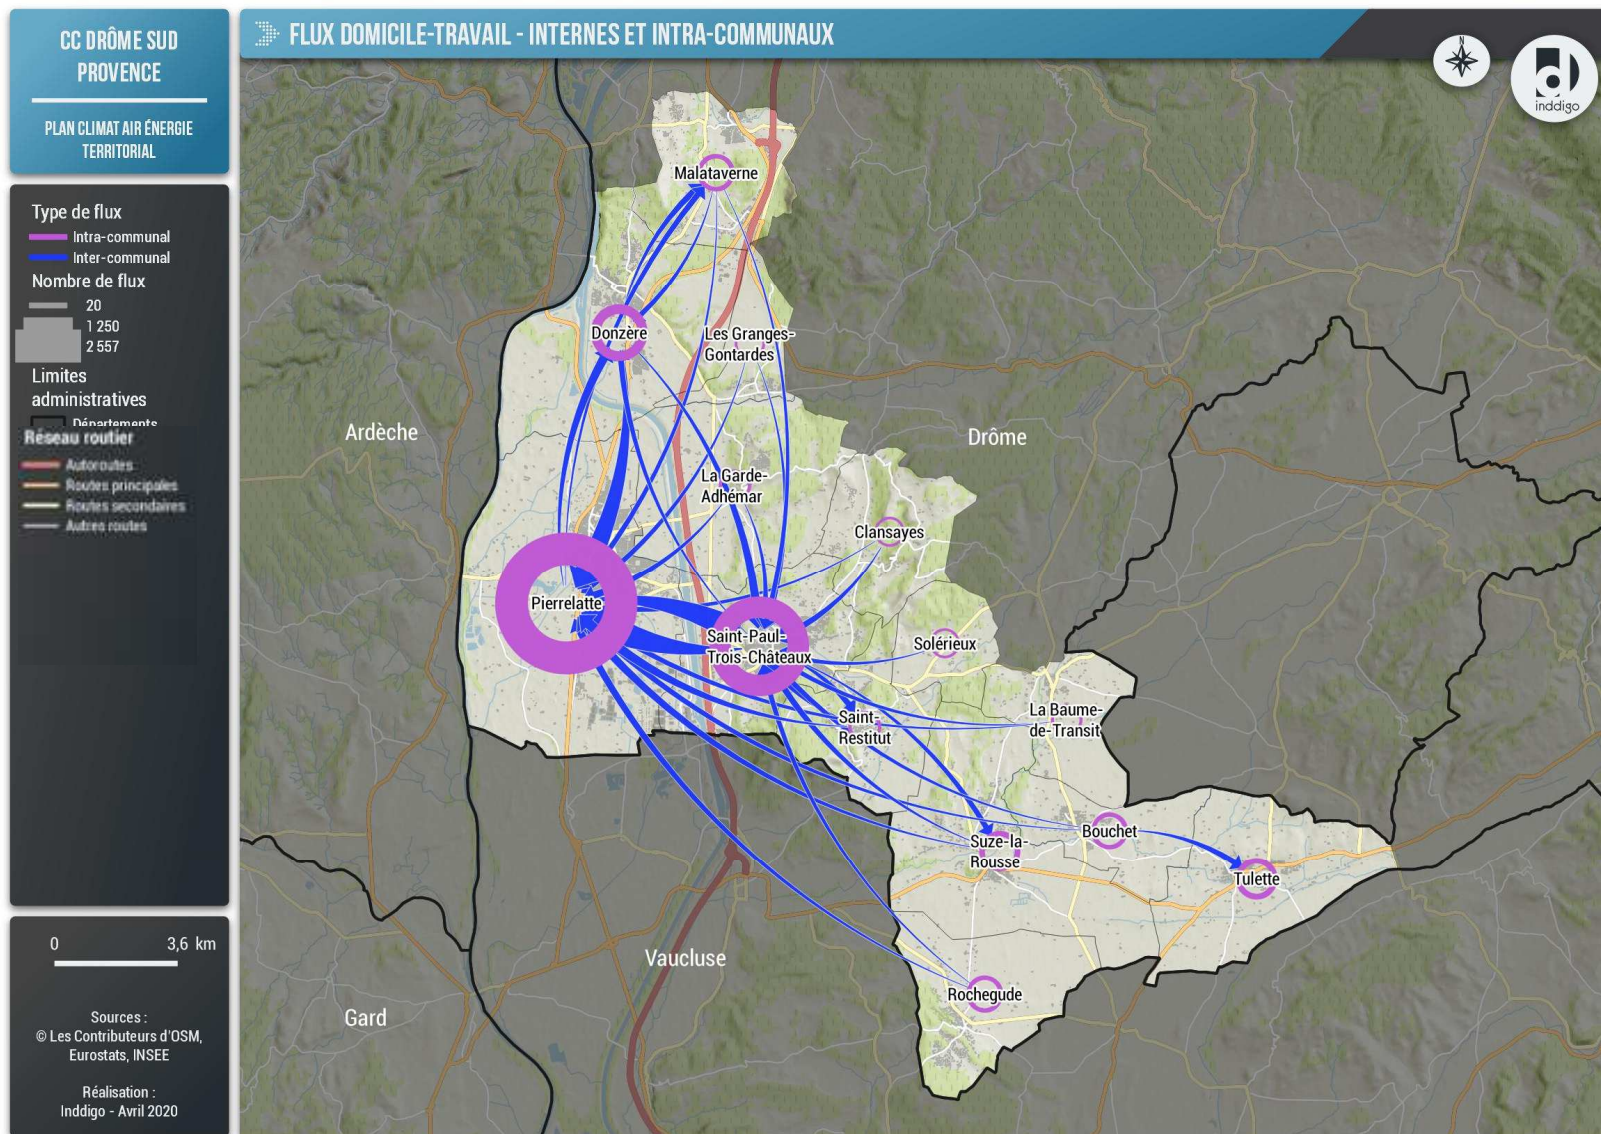 CC DRÔME SUD
PROVENCE
PLAN CLIMAT AIR ÉNERGIE
TERRITORIAL
FLUX DOMICILE-TRAVAIL - INTERNES ET INTRA-COMMUNAUX
N
inddigo
Type de flux
Intra-communal
Inter-communal
Nombre de flux
20
1 250
2 557
Limites
administratives
Départements
Réseau routier
Autoroutes
Routes principales
Routes secondaires
Autres routes
0 3,6 km
Sources :
© Les Contributeurs d'OSM,
Eurostats, INSEE
Réalisation :
Inddigo - Avril 2020
Malataverne
Donzère
Les Granges-
Gontardes
Ardèche
Drôme
La Garde-
Adhémar
Clansayes
Pierrelatte
Saint-Paul-
Trois-Châteaux
Solérieux
Saint-
Restitut
La Baume-
de-Transit
Bouchet
Suze-la-
Rousse
Tulette
Vaucluse
Rochegude
Gard